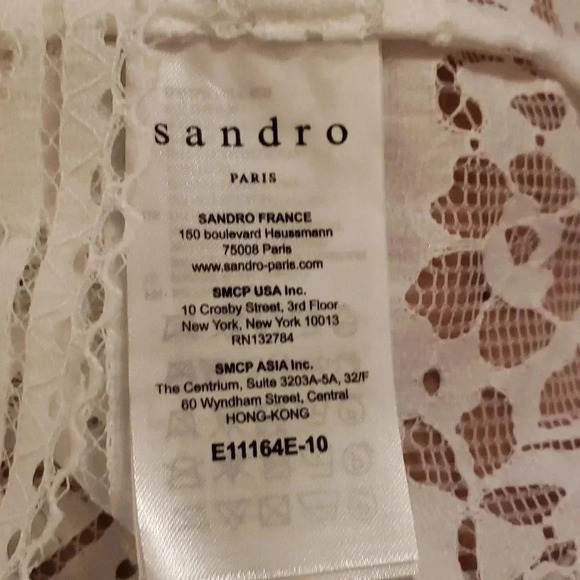 sandro
PARIS
SANDRO FRANCE
150 boulevard Haussmann
75008 Paris
www.sandro-paris.com
SMCP USA Inc.
10 Crosby Street, 3rd Floor
New York, New York 10013
RN132784
SMCP ASIA Inc.
The Centrium, Suite 3203A-5A, 32/F
60 Wyndham Street, Central
HONG-KONG
E11164E-10